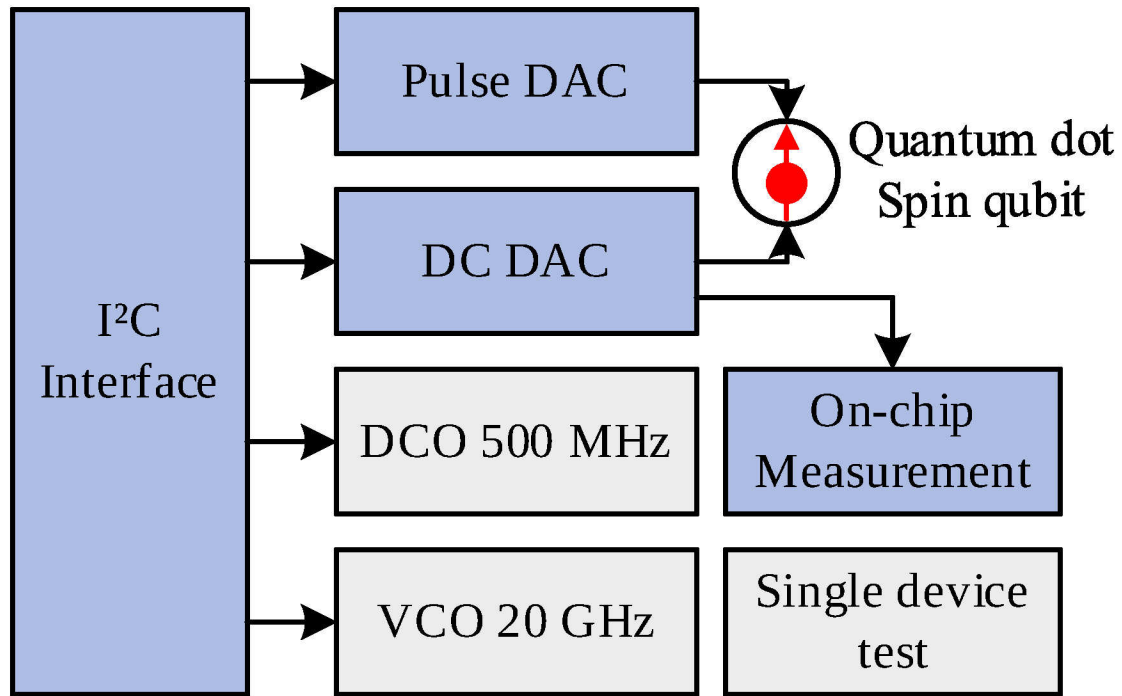 I²C
Interface
Pulse DAC
DC DAC
DCO 500 MHz
VCO 20 GHz
Quantum dot
Spin qubit
On-chip
Measurement
Single device
test